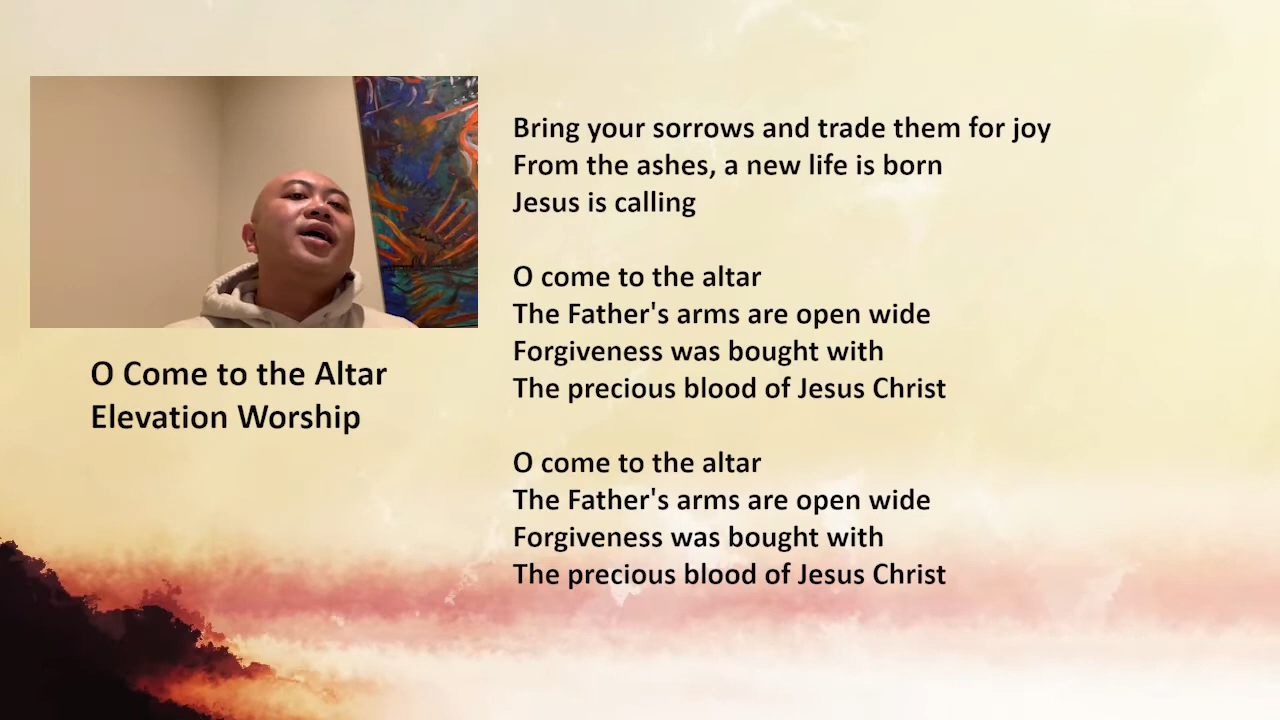 Bring your sorrows and trade them for joy
From the ashes, a new life is born
Jesus is calling
O come to the altar
The Father's arms are open wide
Forgiveness was bought with
The precious blood of Jesus Christ
O come to the altar
The Father's arms are open wide
Forgiveness was bought with
The precious blood of Jesus Christ
O Come to the Altar
Elevation Worship